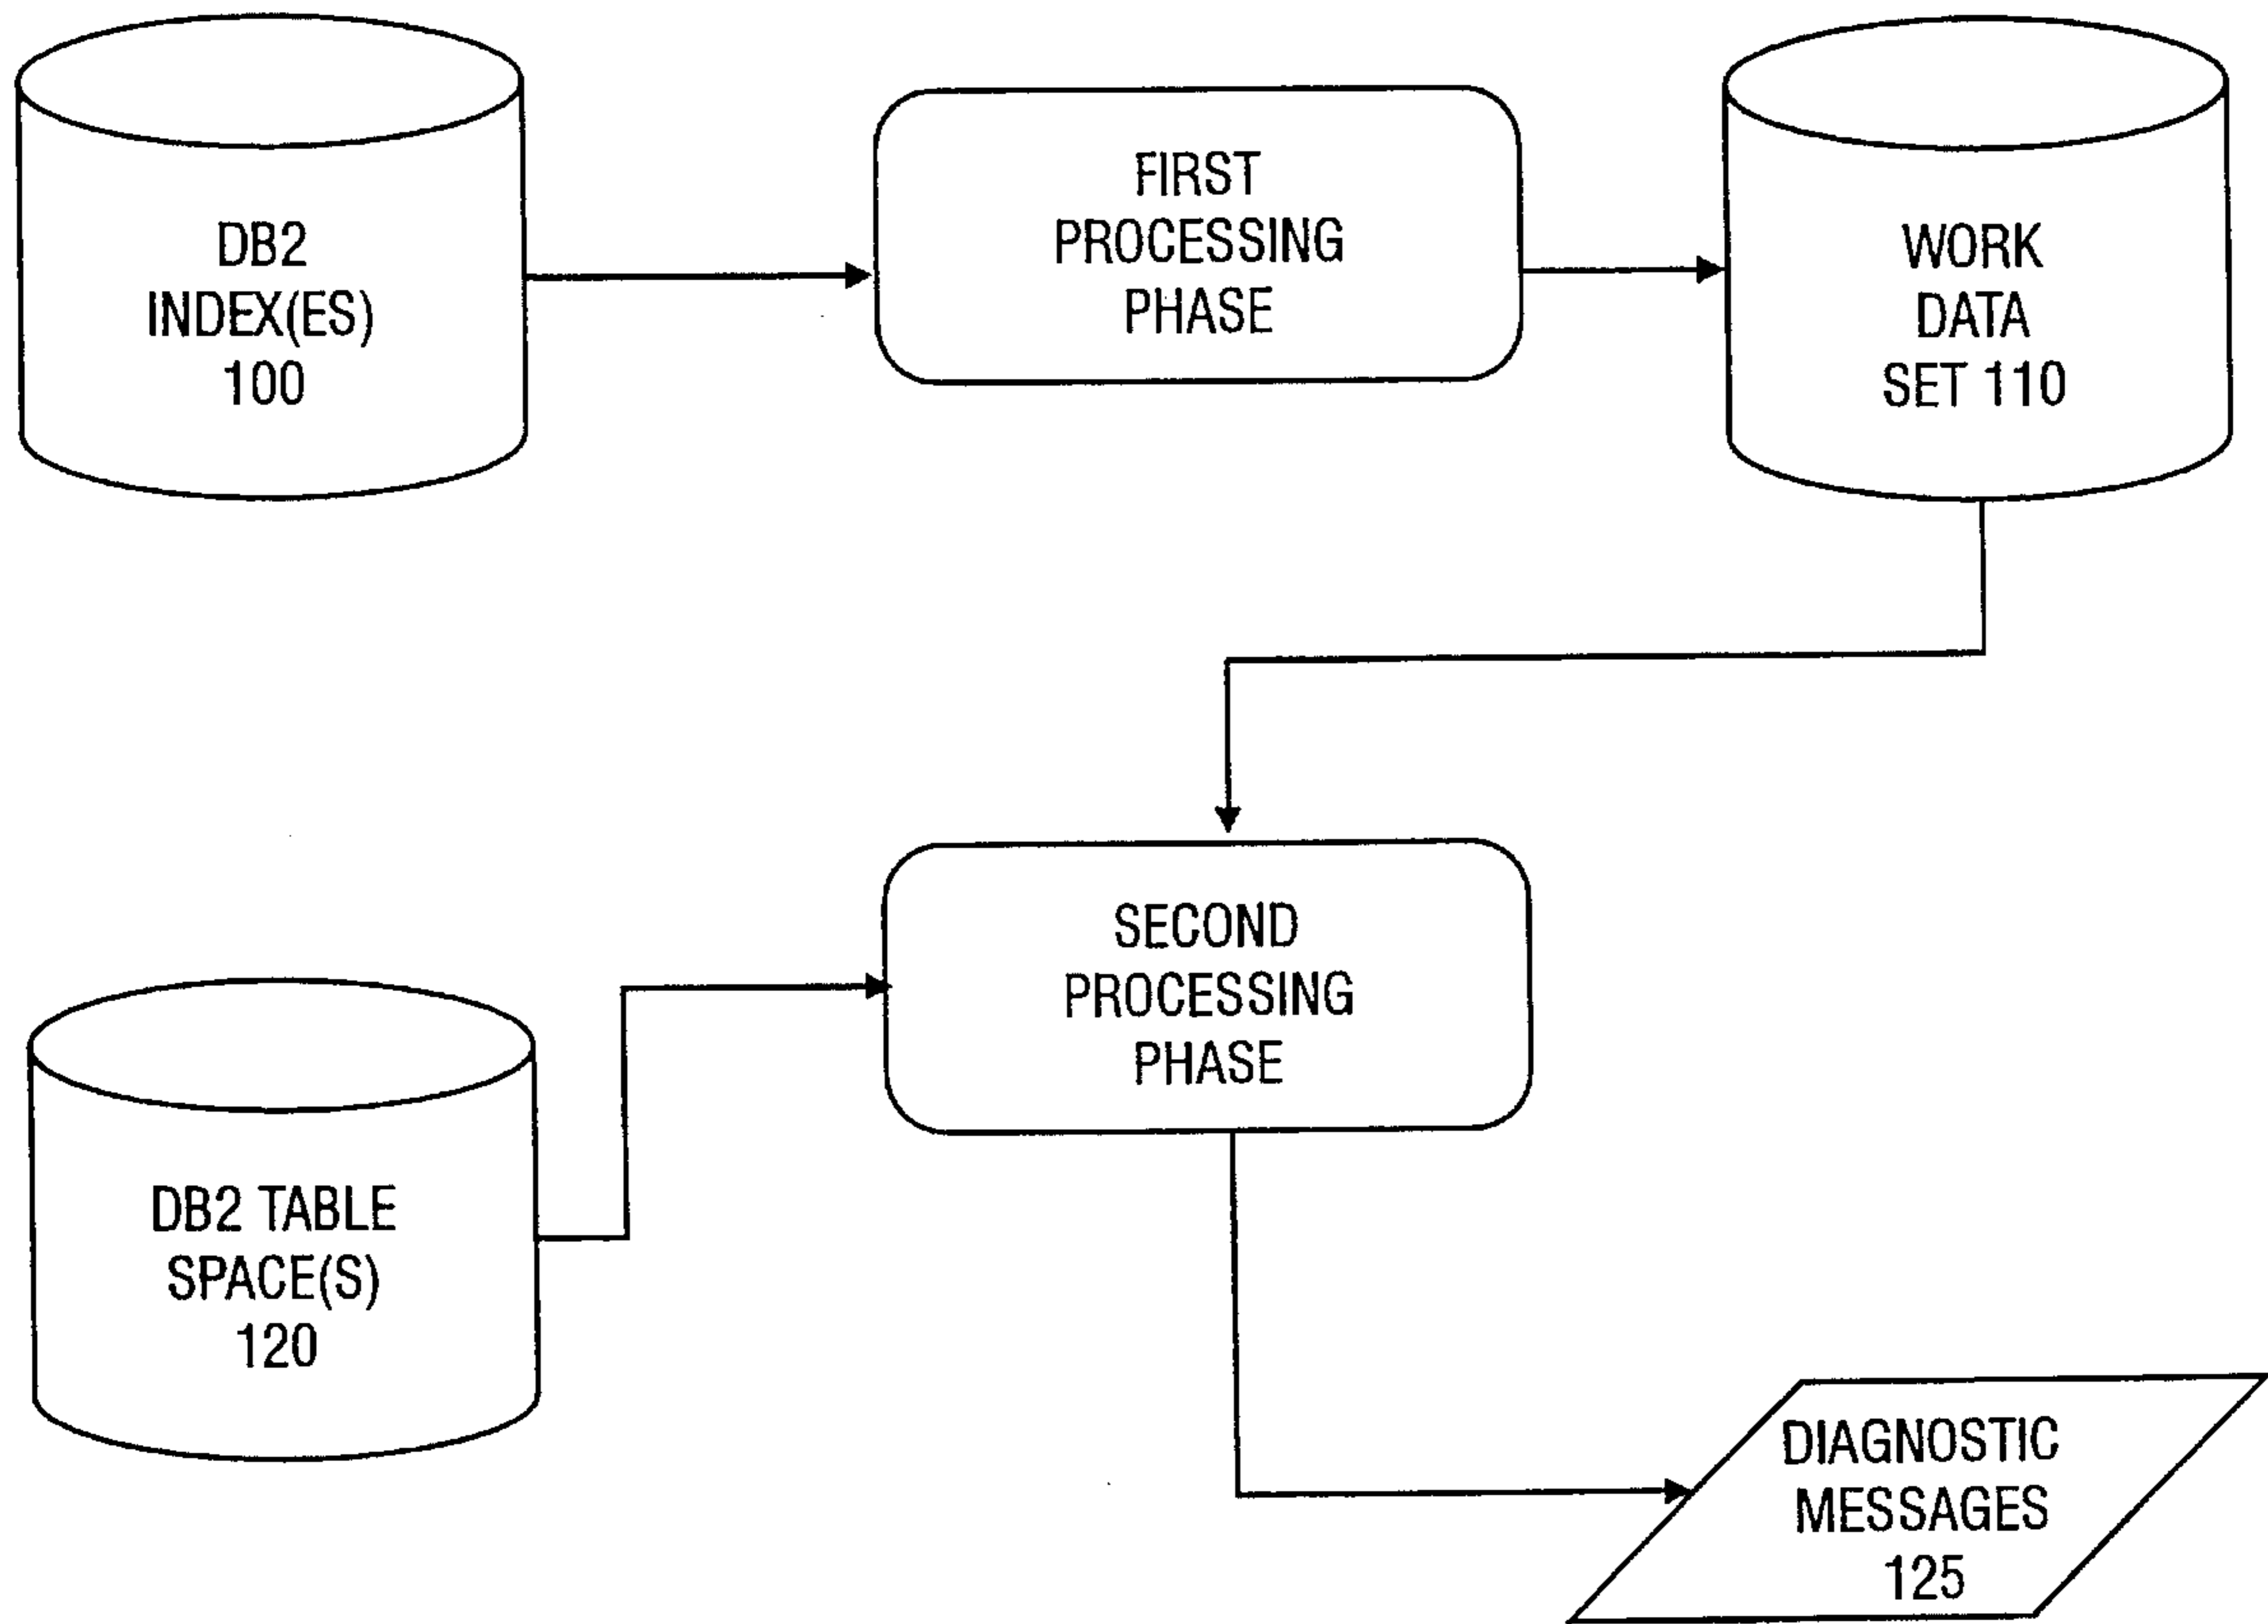 DB2
INDEX(ES)
100
FIRST
PROCESSING
PHASE
WORK
DATA
SET 110
SECOND
PROCESSING
PHASE
DB2 TABLE
SPACE(S)
120
DIAGNOSTIC
MESSAGES
125